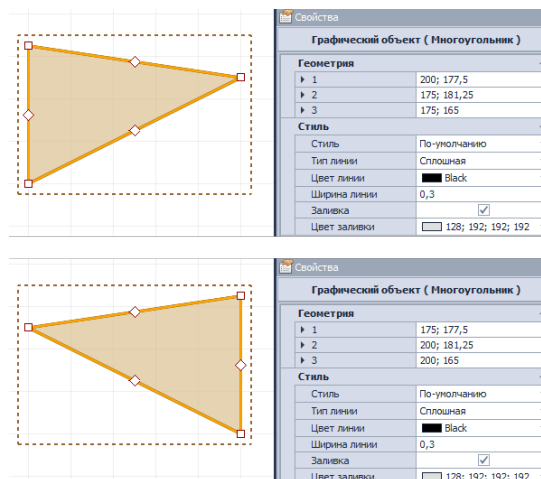 Свойства
Графический объект ( Многоугольник )
Геометрия
1 200; 177,5
2 175; 181,25
3 175; 165
Стиль
Стиль По-умолчанию
Тип линии Сплошная
Цвет линии Black
Ширина линии 0,3
Заливка
Цвет заливки 128; 192; 192; 192
Свойства
Графический объект ( Многоугольник )
Геометрия
1 175; 177,5
2 200; 181,25
3 200; 165
Стиль
Стиль По-умолчанию
Тип линии Сплошная
Цвет линии Black
Ширина линии 0,3
Заливка
Цвет заливки 128; 192; 192; 192